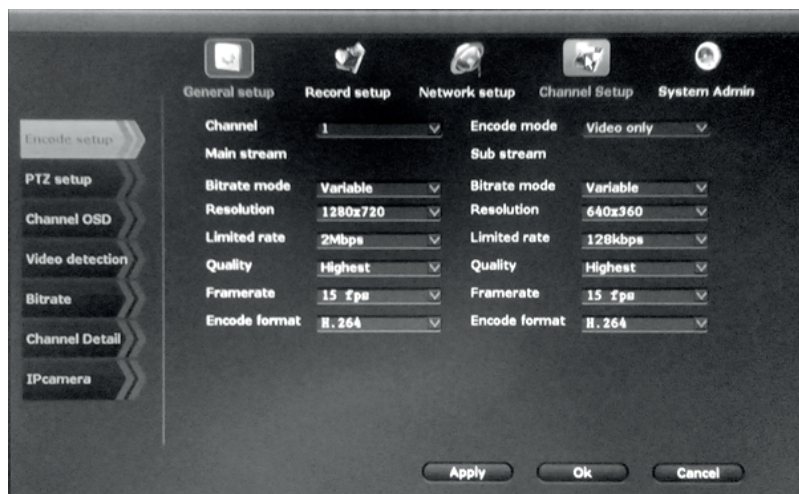 General setup Record setup Network setup Channel Setup System Admin
Encode setup
PTZ setup
Channel OSD
Video detection
Bitrate
Channel Detail
IPcamera
Channel 1 Encode mode Video only
Main stream Sub stream
Bitrate mode Variable Bitrate mode Variable
Resolution 1280x720 Resolution 640x360
Limited rate 2Mbps Limited rate 128kbps
Quality Highest Quality Highest
Framerate 15 fps Framerate 15 fps
Encode format H.264 Encode format H.264
Apply Ok Cancel